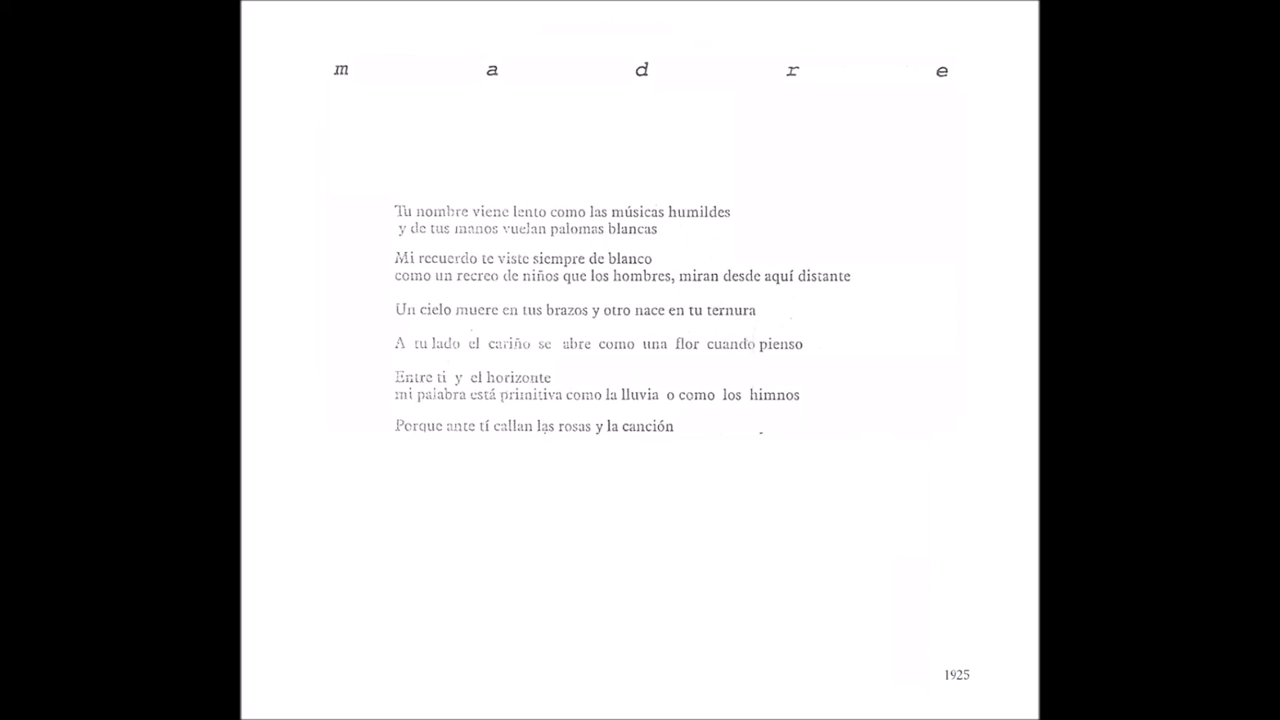 m a d r e
Tu nombre viene lento como las músicas humildes
y de tus manos vuelan palomas blancas
Mi recuerdo te viste siempre de blanco
como un recreo de niños que los hombres, miran desde aquí distante
Un cielo muere en tus brazos y otro nace en tu ternura
A tu lado el cariño se abre como una flor cuando pienso
Entre ti y el horizonte
mi palabra está primitiva como la lluvia o como los himnos
Porque ante tí callan las rosas y la canción
1925